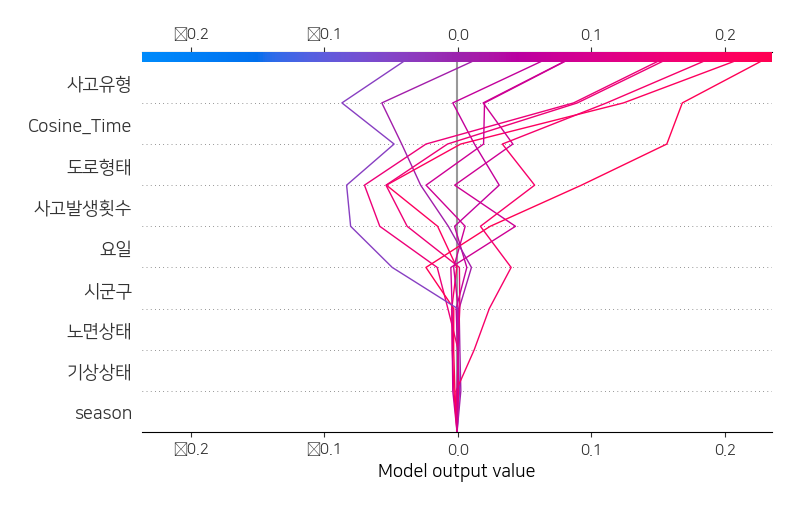 ☒0.2 ☒0.1 0.0 0.1 0.2
사고유형
Cosine_Time
도로형태
사고발생횟수
요일
시군구
노면상태
기상상태
season
☒0.2 ☒0.1 0.0 0.1 0.2
Model output value